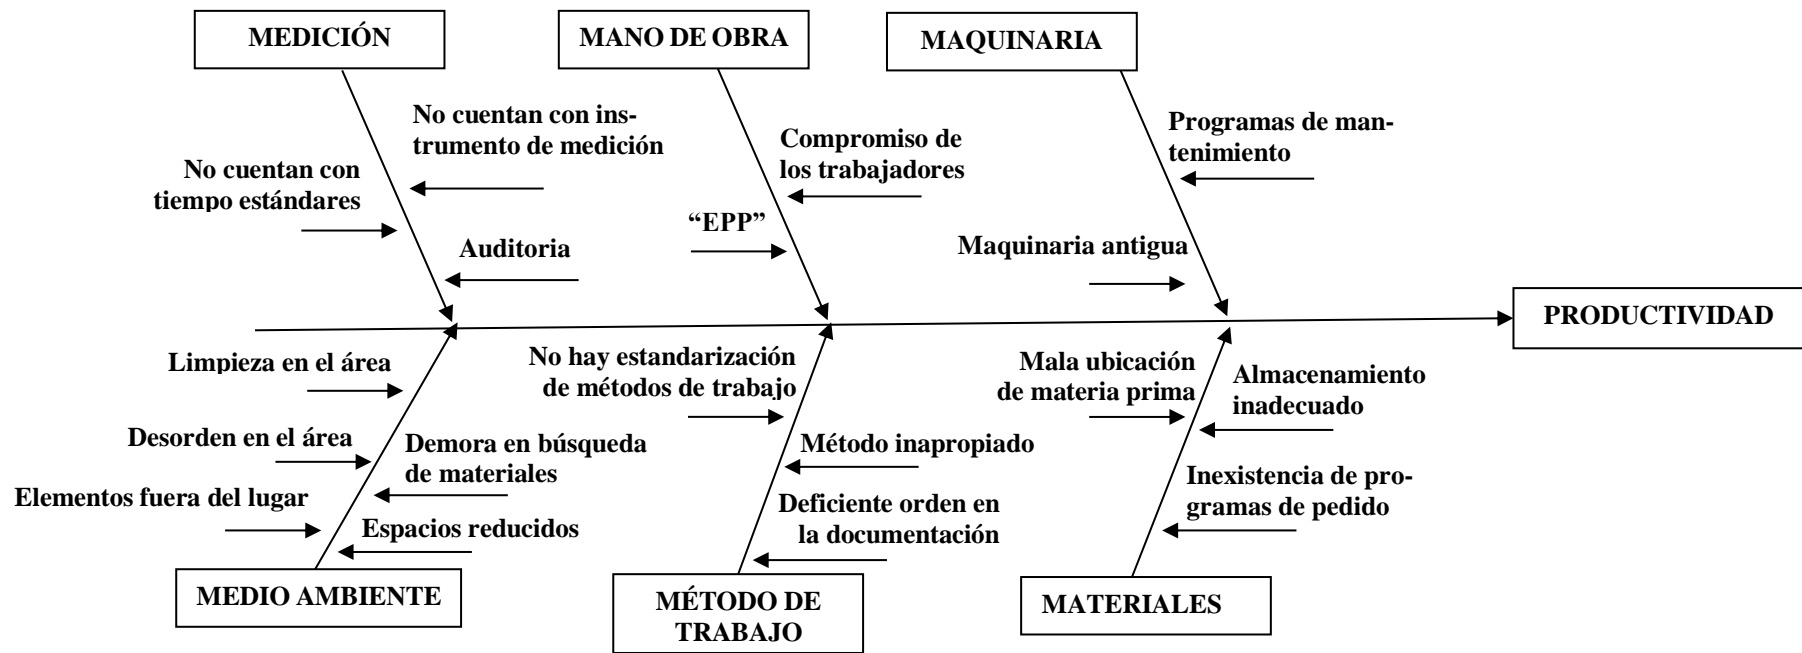 MEDICIÓN
MANO DE OBRA
MAQUINARIA
No cuentan con ins-
trumento de medición
No cuentan con
tiempo estándares
Auditoria
Compromiso de
los trabajadores
“EPP”
Programas de man-
tenimiento
Maquinaria antigua
PRODUCTIVIDAD
Limpieza en el área
Desorden en el área
Demora en búsqueda
de materiales
Elementos fuera del lugar
Espacios reducidos
No hay estandarización
de métodos de trabajo
Método inapropiado
Deficiente orden en
la documentación
Mala ubicación
de materia prima
Almacenamiento
inadecuado
Inexistencia de pro-
gramas de pedido
MEDIO AMBIENTE
MÉTODO DE
TRABAJO
MATERIALES